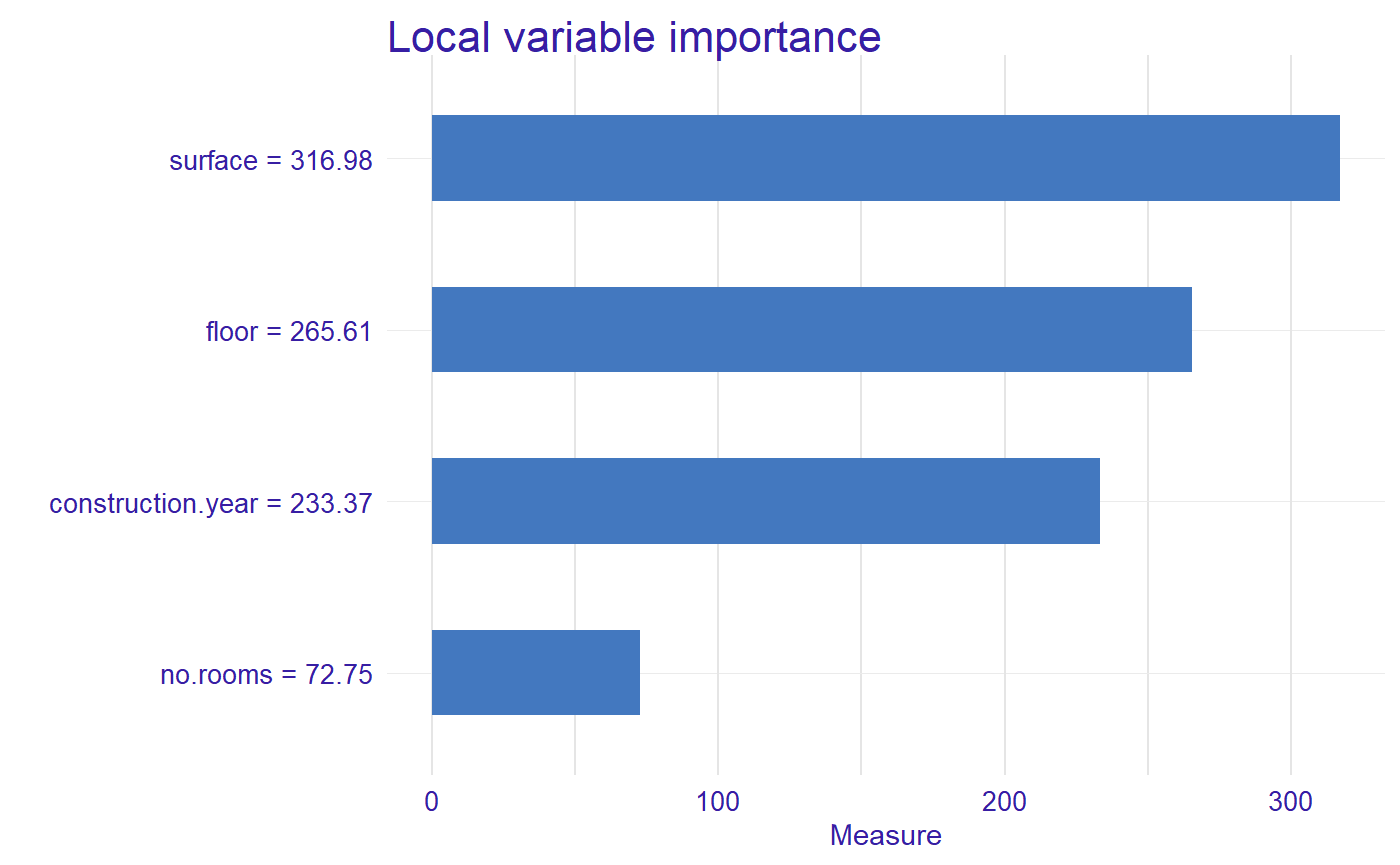 Local variable importance
surface = 316.98
floor = 265.61
construction.year = 233.37
no.rooms = 72.75
0 100 200 300
Measure